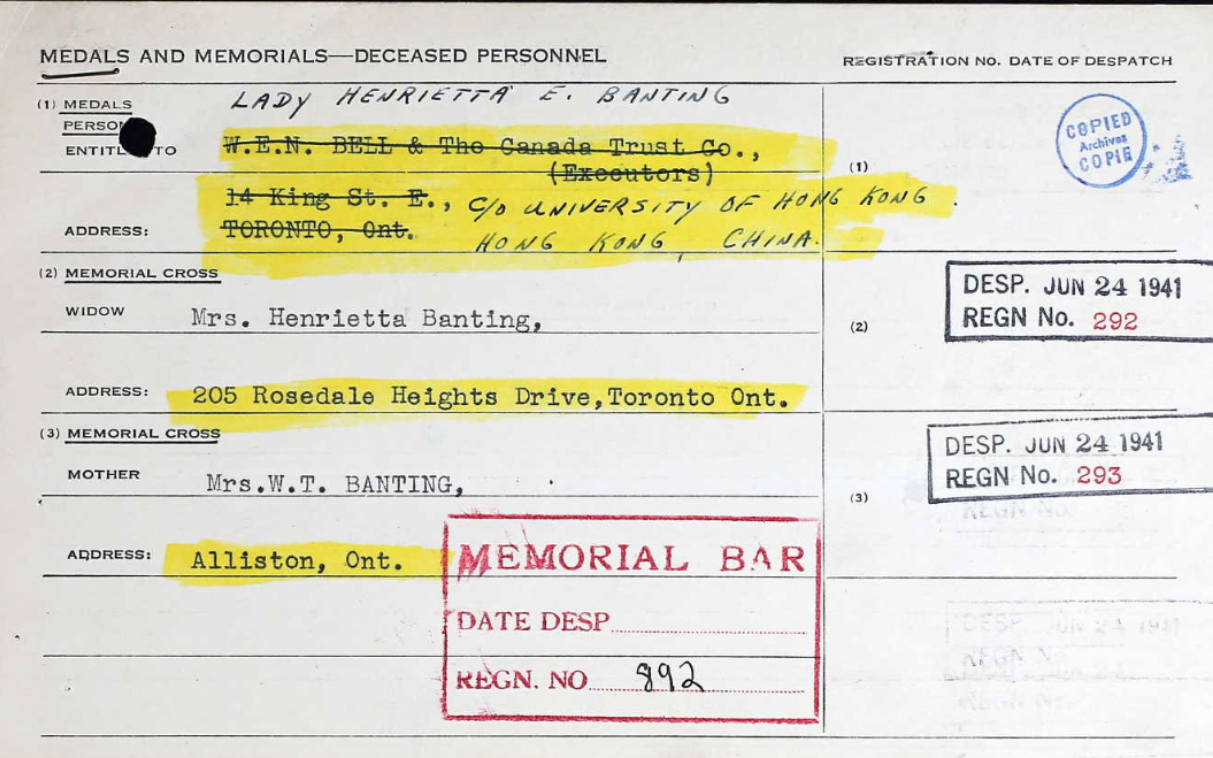 MEDALS AND MEMORIALS—DECEASED PERSONNEL
REGISTRATION NO. DATE OF DESPATCH
(1) MEDALS
LADY HENRIETTA E. BANTING
PERSON
ENTITLED TO
W.E.N. BELL & The Canada Trust Co.,
(Executors)
(1)
COPIED
Archives
COPIE
14 King St. E., C/O UNIVERSITY OF HONG KONG.
ADDRESS:
TORONTO, Ont.
HONG KONG, CHINA.
(2) MEMORIAL CROSS
WIDOW
Mrs. Henrietta Banting,
(2)
DESP. JUN 24 1941
REGN No. 292
ADDRESS:
205 Rosedale Heights Drive,Toronto Ont.
(3) MEMORIAL CROSS
MOTHER
Mrs.W.T. BANTING,
(3)
DESP. JUN 24 1941
REGN No. 293
ADDRESS:
Alliston, Ont.
MEMORIAL BAR
DATE DESP
REGN. NO 892